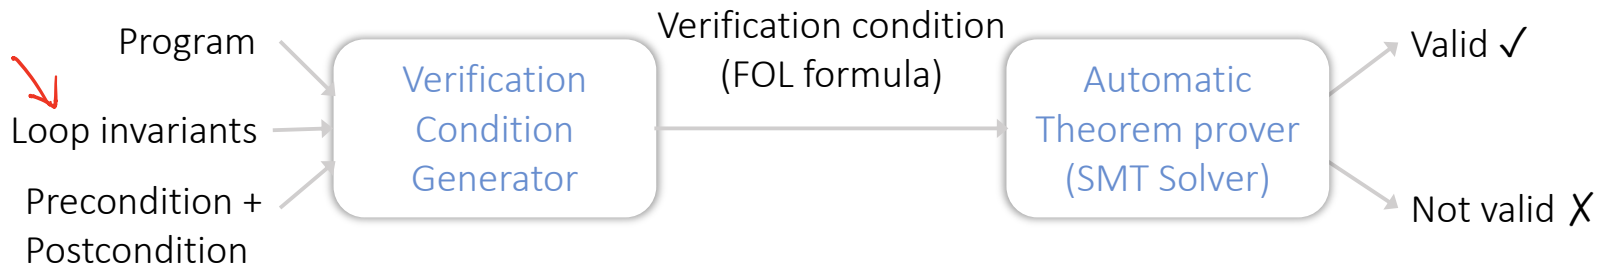 Program
Loop invariants
Precondition +
Postcondition
Verification
Condition
Generator
Verification condition
(FOL formula)
Automatic
Theorem prover
(SMT Solver)
Valid ✓
Not valid ✗